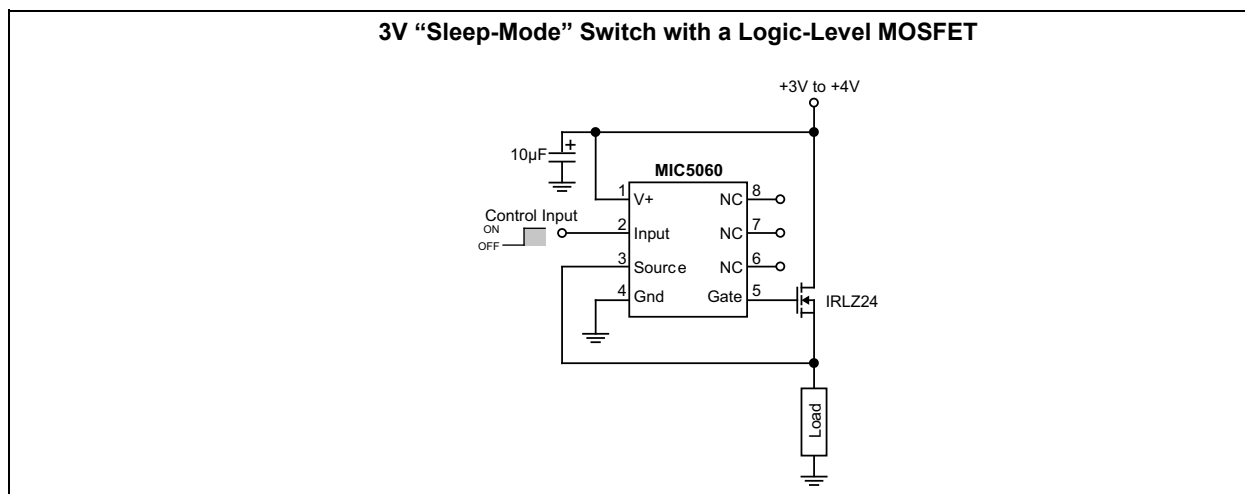 3V “Sleep-Mode” Switch with a Logic-Level MOSFET
+3V to +4V
10µF
+
MIC5060
1
V+
NC
8
Control Input
ON
OFF
2
Input
NC
7
3
Source
NC
6
4
Gnd
Gate
5
IRLZ24
Load